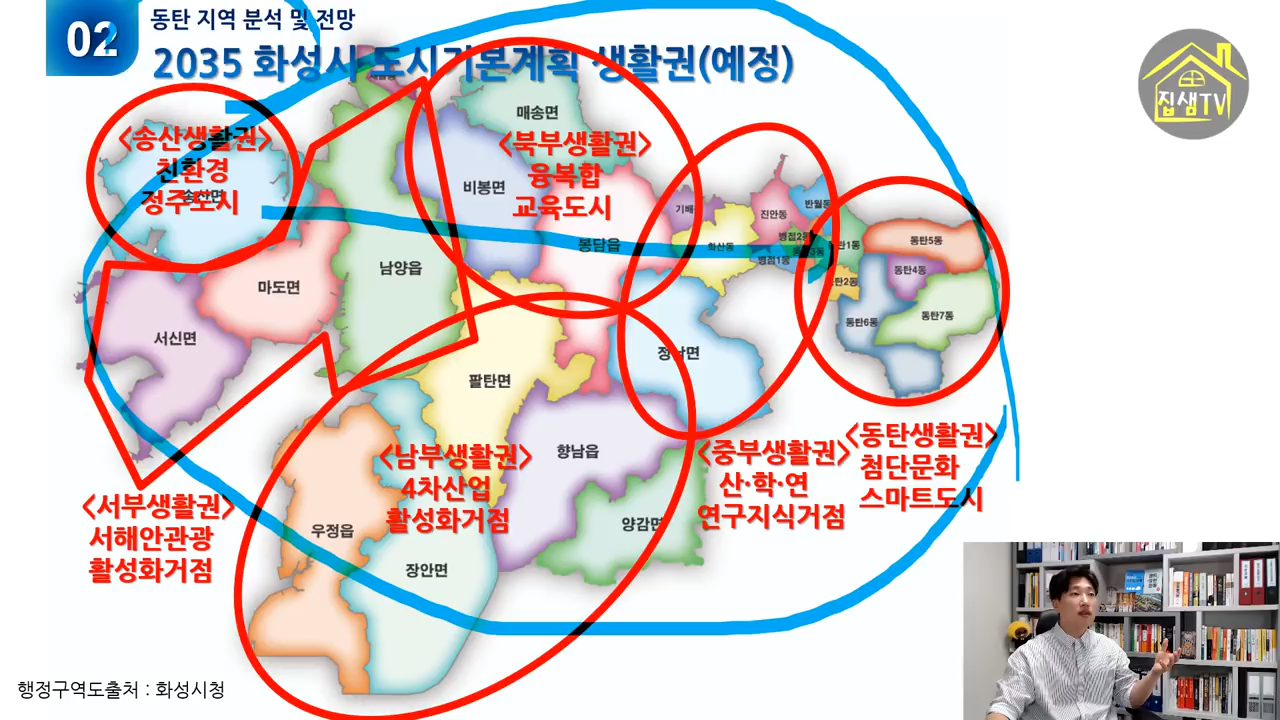 02
동탄 지역 분석 및 전망
2035 화성시 도시기본계획 생활권(예정)
집샘TV
<송산생활권>
친환경
정주도시
송산면
매송면
<북부생활권>
융복합
교육도시
비봉면
봉담읍
남양읍
마도면
서신면
기배
화산동
진안동
반월동
병점2동
병점1동
동탄1동
동탄2동
동탄5동
동탄4동
동탄7동
동탄6동
정남면
팔탄면
향남읍
양감면
우정읍
장안면
<남부생활권>
4차산업
활성화거점
<중부생활권>
산·학·연
연구지식거점
<동탄생활권>
첨단문화
스마트도시
<서부생활권>
서해안관광
활성화거점
행정구역도출처 : 화성시청